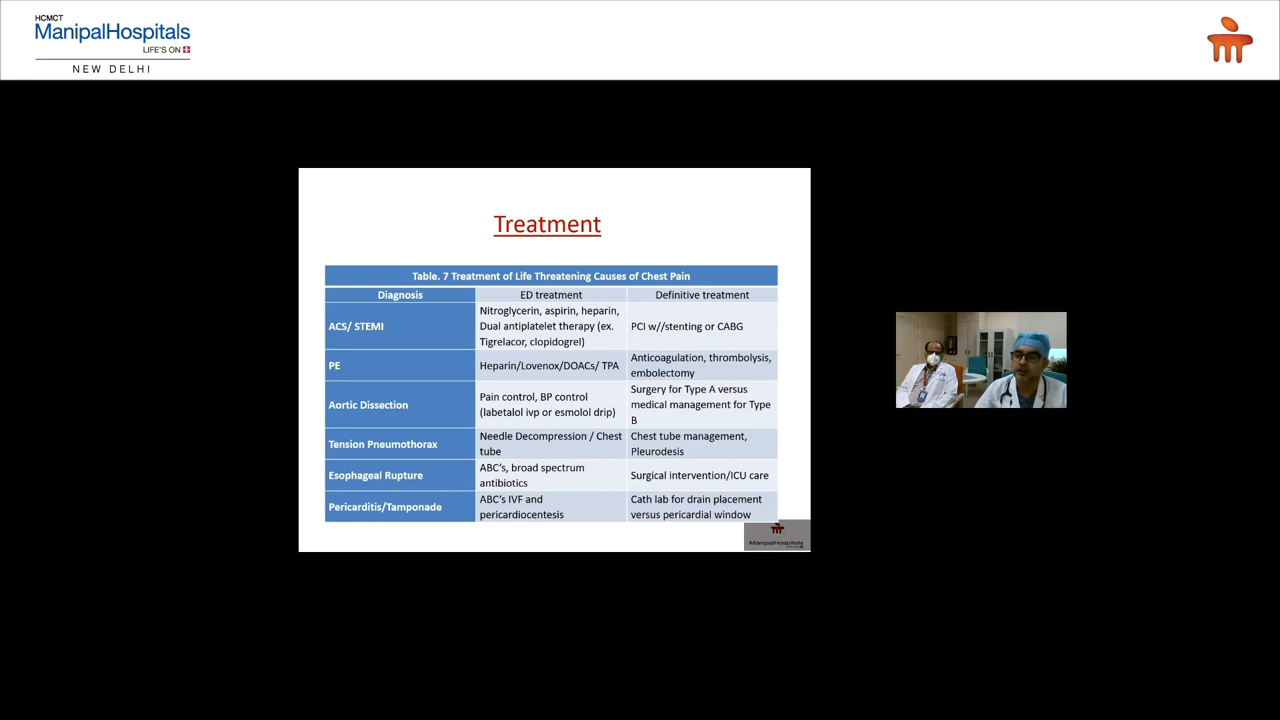 HCMCT
ManipalHospitals
LIFE'S ON
NEW DELHI
Treatment
Table. 7 Treatment of Life Threatening Causes of Chest Pain
Diagnosis
ED treatment
Definitive treatment
ACS/ STEMI
Nitroglycerin, aspirin, heparin,
Dual antiplatelet therapy (ex.
Tigrelacor, clopidogrel)
PCI w//stenting or CABG
PE
Heparin/Lovenox/DOACs/ TPA
Anticoagulation, thrombolysis,
embolectomy
Aortic Dissection
Pain control, BP control
(labetalol ivp or esmolol drip)
Surgery for Type A versus
medical management for Type
B
Tension Pneumothorax
Needle Decompression / Chest
tube
Chest tube management,
Pleurodesis
Esophageal Rupture
ABC's, broad spectrum
antibiotics
Surgical intervention/ICU care
Pericarditis/Tamponade
ABC's IVF and
pericardiocentesis
Cath lab for drain placement
versus pericardial window
ManipalHospitals